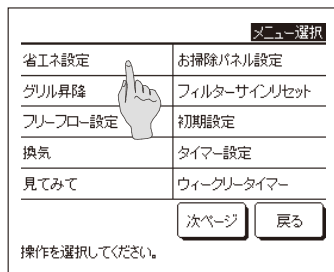 メニュー選択
省エネ設定 お掃除パネル設定
グリル昇降 フィルターサインリセット
フリーフロー設定 初期設定
換気 タイマー設定
見てみて ウィークリータイマー
次ページ 戻る
操作を選択してください。